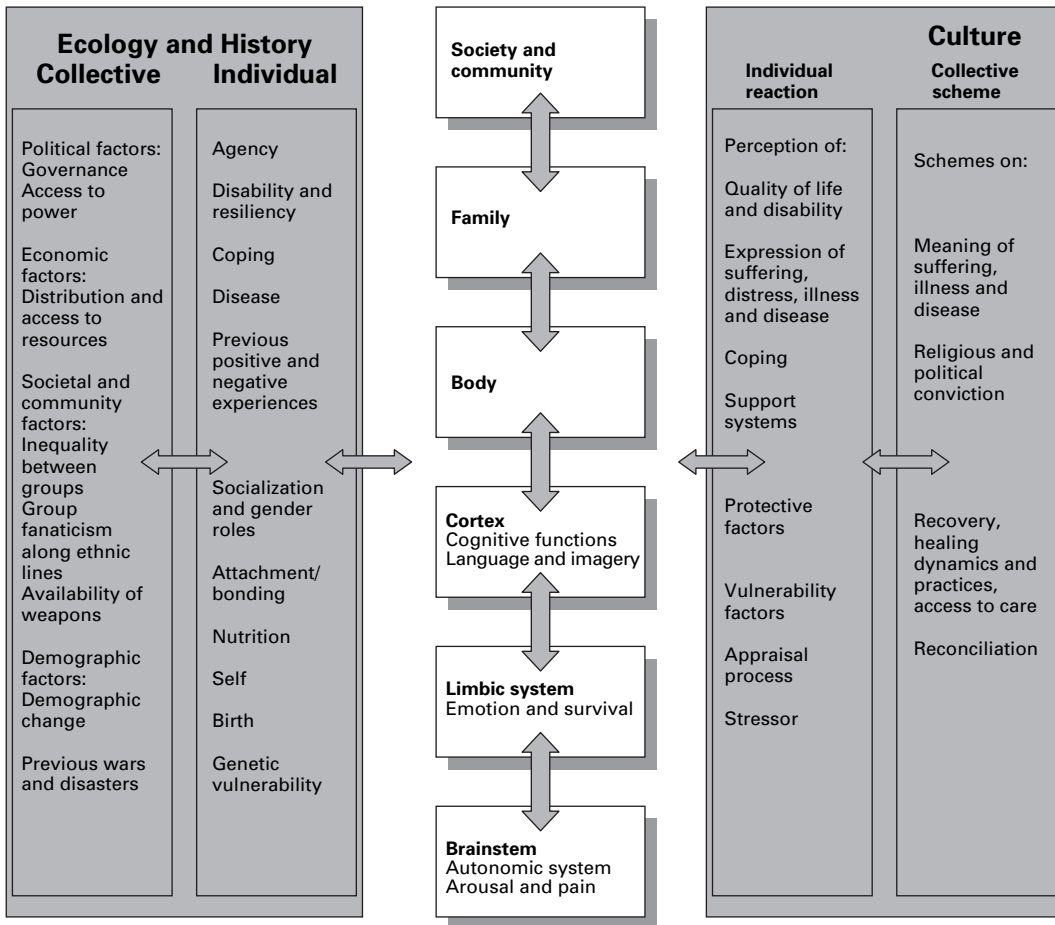 Ecology and History
Collective
Individual
Political factors:
Governance
Access to
power
Economic
factors:
Distribution and
access to
resources
Societal and
community
factors:
Inequality
between
groups
Group
fanaticism
along ethnic
lines
Availability of
weapons
Demographic
factors:
Demographic
change
Previous wars
and disasters
Agency
Disability and
resiliency
Coping
Disease
Previous
positive and
negative
experiences
Socialization
and gender
roles
Attachment/
bonding
Nutrition
Self
Birth
Genetic
vulnerability
Society and
community
Family
Body
Cortex
Cognitive functions
Language and imagery
Limbic system
Emotion and survival
Brainstem
Autonomic system
Arousal and pain
Culture
Individual
reaction
Collective
scheme
Perception of:
Quality of life
and disability
Expression of
suffering,
distress, illness
and disease
Coping
Support
systems
Protective
factors
Vulnerability
factors
Appraisal
process
Stressor
Schemes on:
Meaning of
suffering,
illness and
disease
Religious and
political
conviction
Recovery,
healing
dynamics and
practices,
access to care
Reconciliation